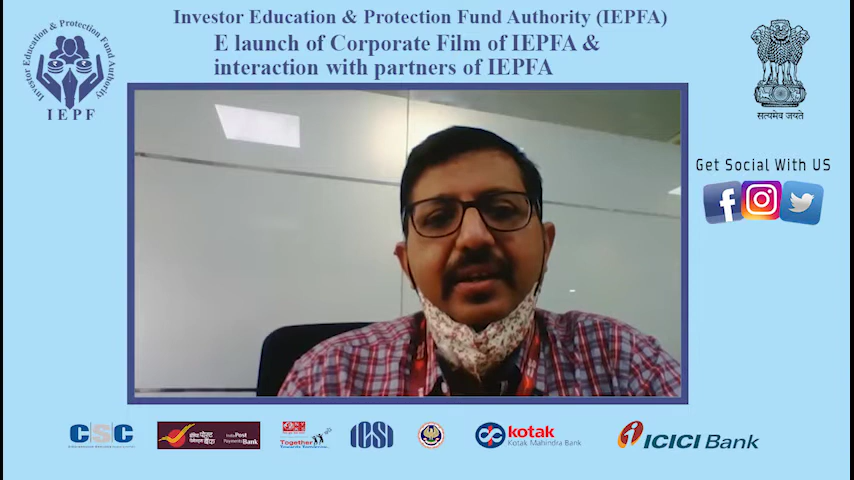 Investor Education & Protection Fund Authority (IEPFA)
E launch of Corporate Film of IEPFA &
interaction with partners of IEPFA
Investor Education & Protection Fund Authority
IEPF
सत्यमेव जयते
Get Social With US
CSC
इंडिया पोस्ट
पेमेंट्स बैंक
India Post
Payments Bank
Together
Towards Tomorrow
ICSI
kotak
Kotak Mahindra Bank
ICICI Bank